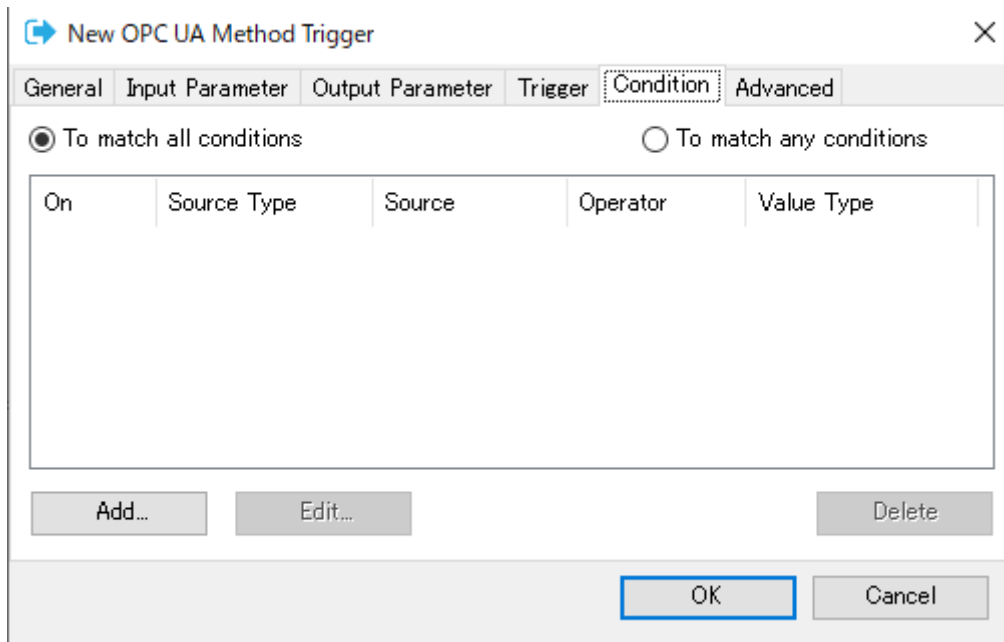 New OPC UA Method Trigger
General Input Parameter Output Parameter Trigger Condition Advanced
To match all conditions To match any conditions
On Source Type Source Operator Value Type
Add... Edit... Delete
OK Cancel